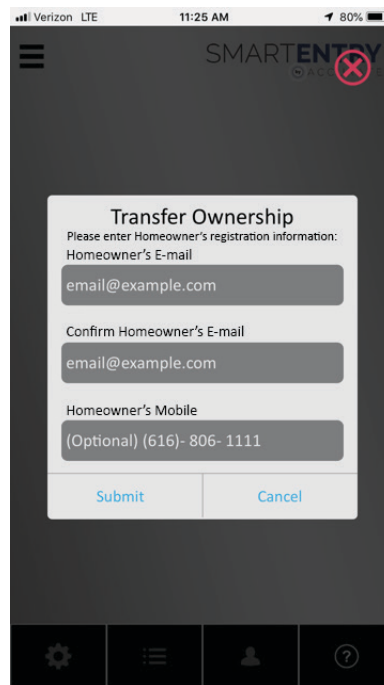 Verizon LTE 11:25 AM 80%
SMARTENTRY
Transfer Ownership
Please enter Homeowner's registration information:
Homeowner's E-mail
email@example.com
Confirm Homeowner's E-mail
email@example.com
Homeowner's Mobile
(Optional) (616)- 806- 1111
Submit Cancel
?